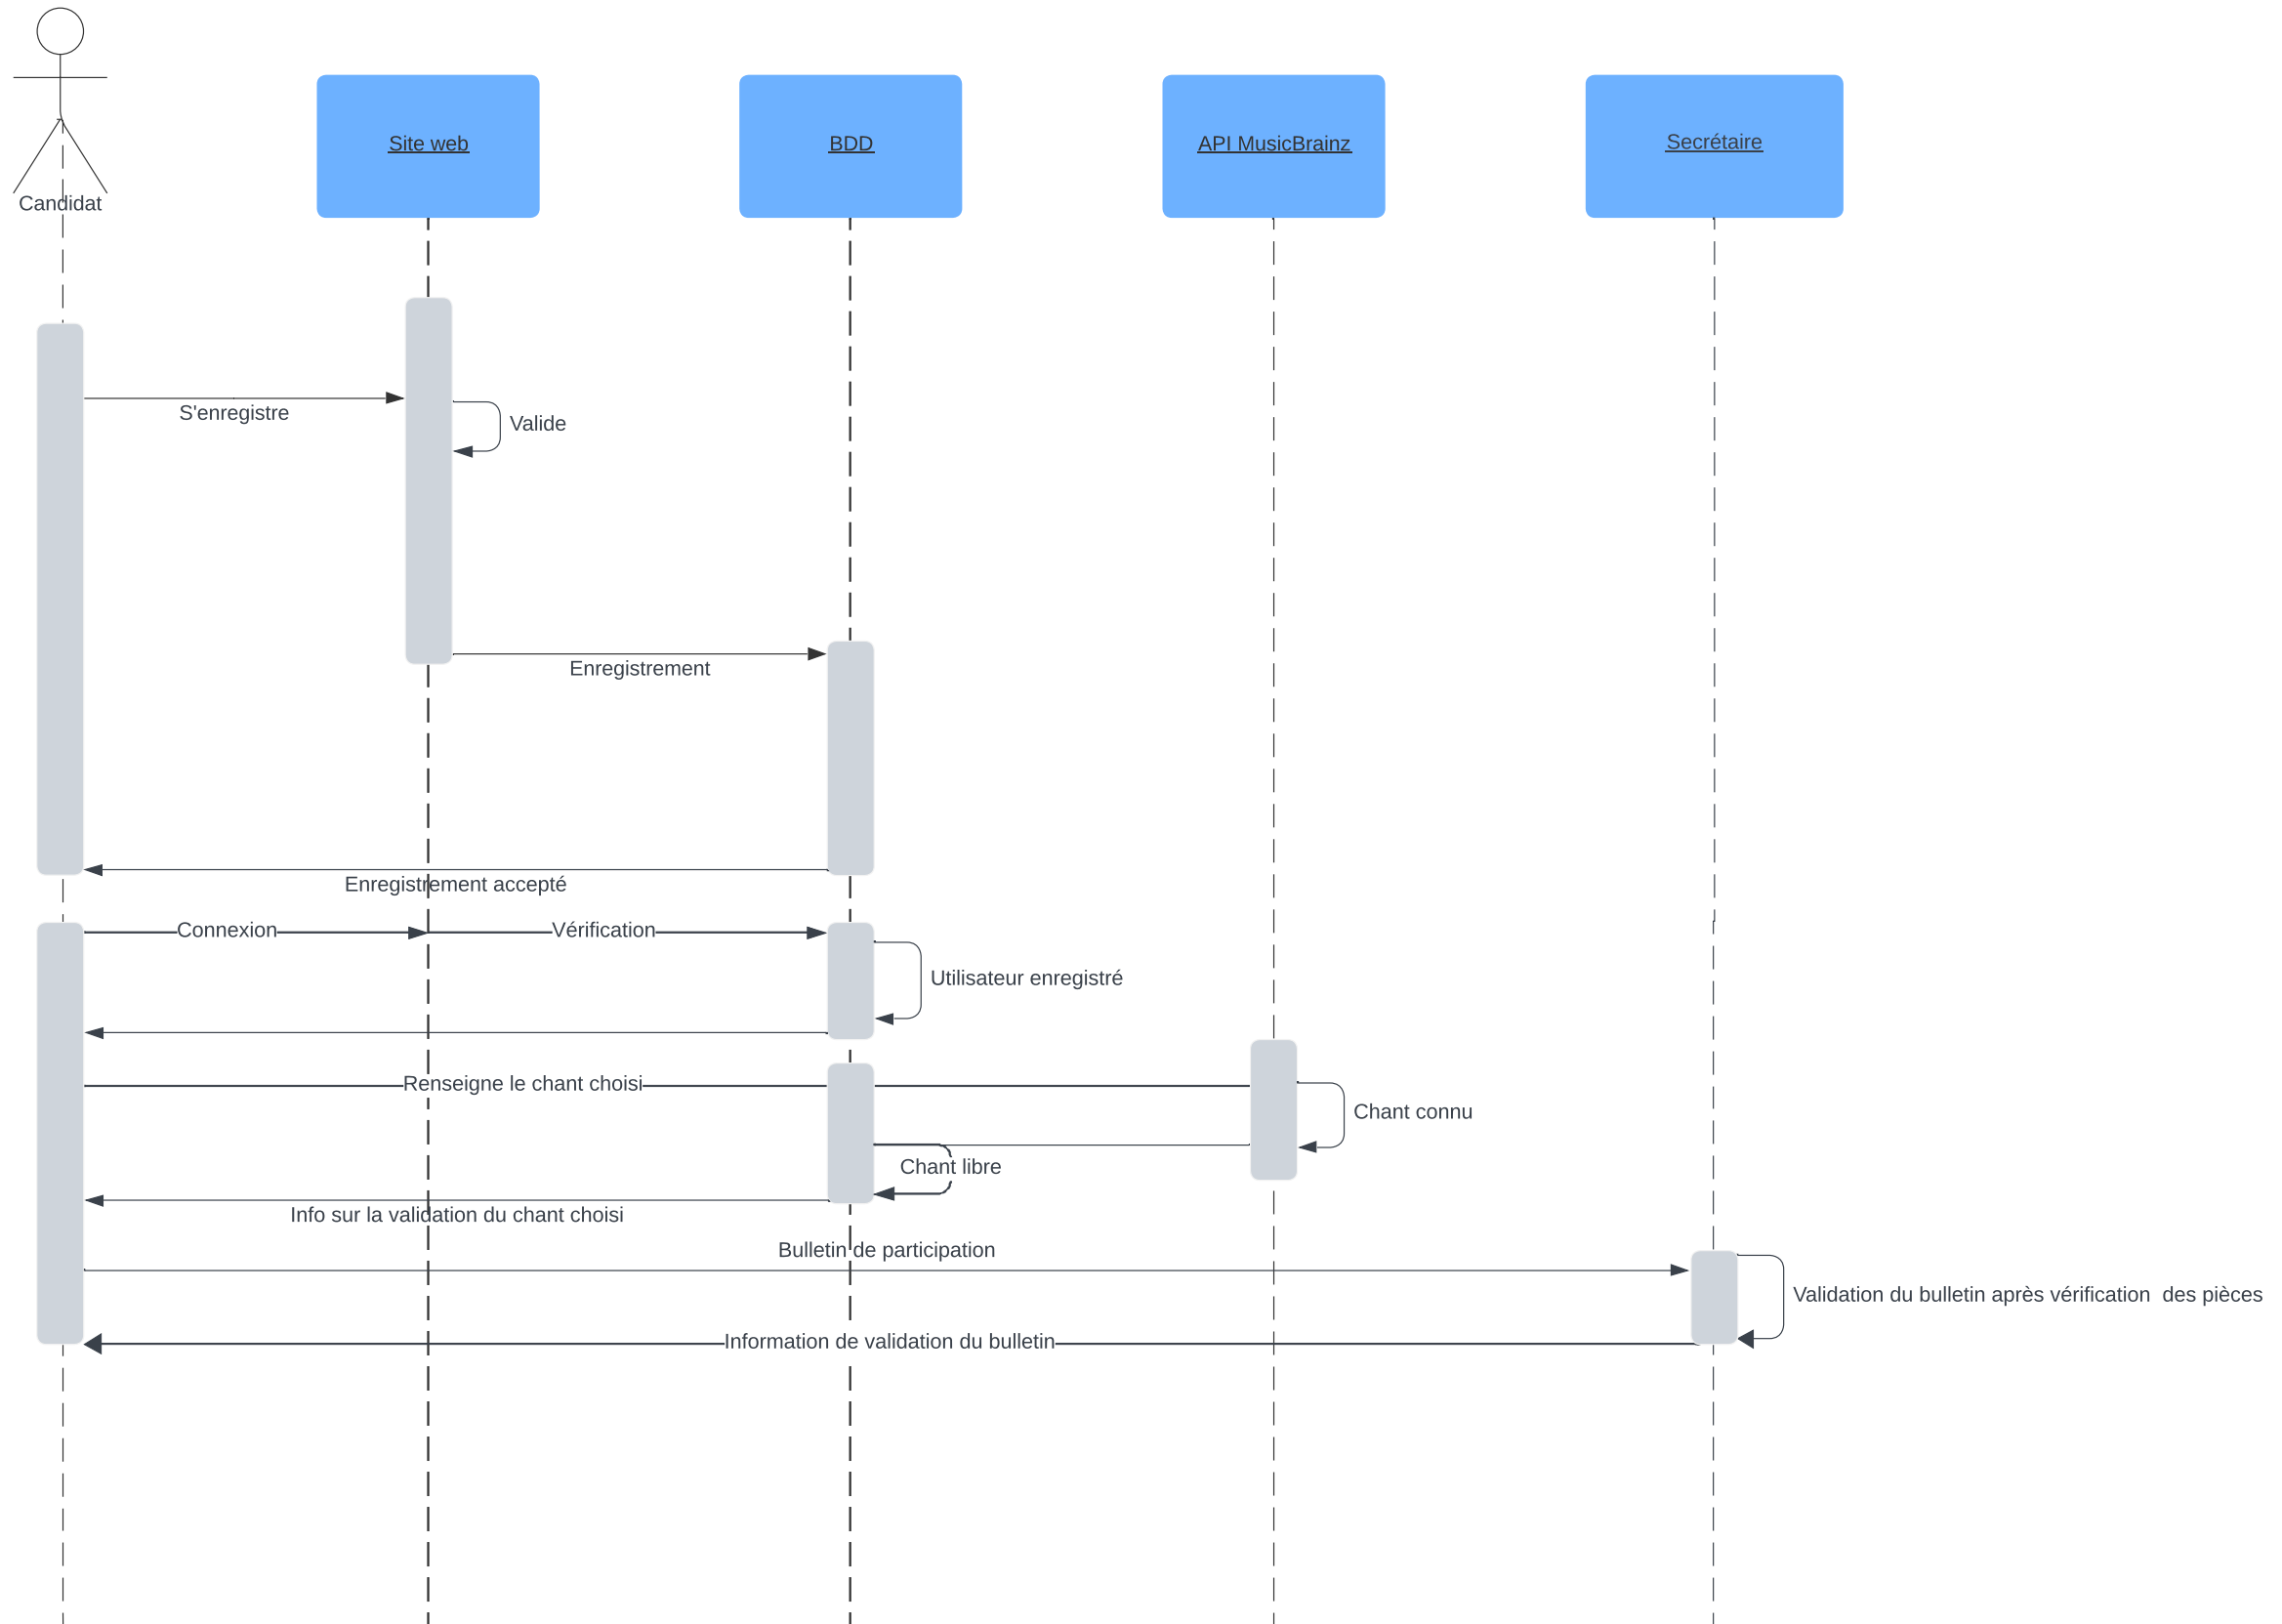 Candidat
Site web
BDD
API MusicBrainz
Secrétaire
S'enregistre
Valide
Enregistrement
Enregistrement accepté
Connexion
Vérification
Utilisateur enregistré
Renseigne le chant choisi
Chant connu
Chant libre
Info sur la validation du chant choisi
Bulletin de participation
Validation du bulletin après vérification  des pièces
Information de validation du bulletin